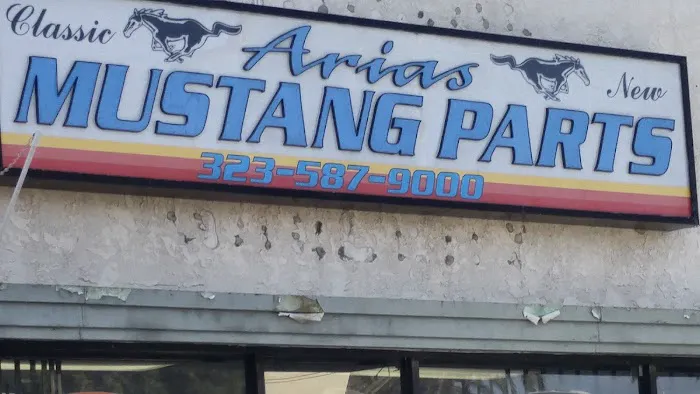 Classic Arias New
MUSTANG PARTS
323-587-9000